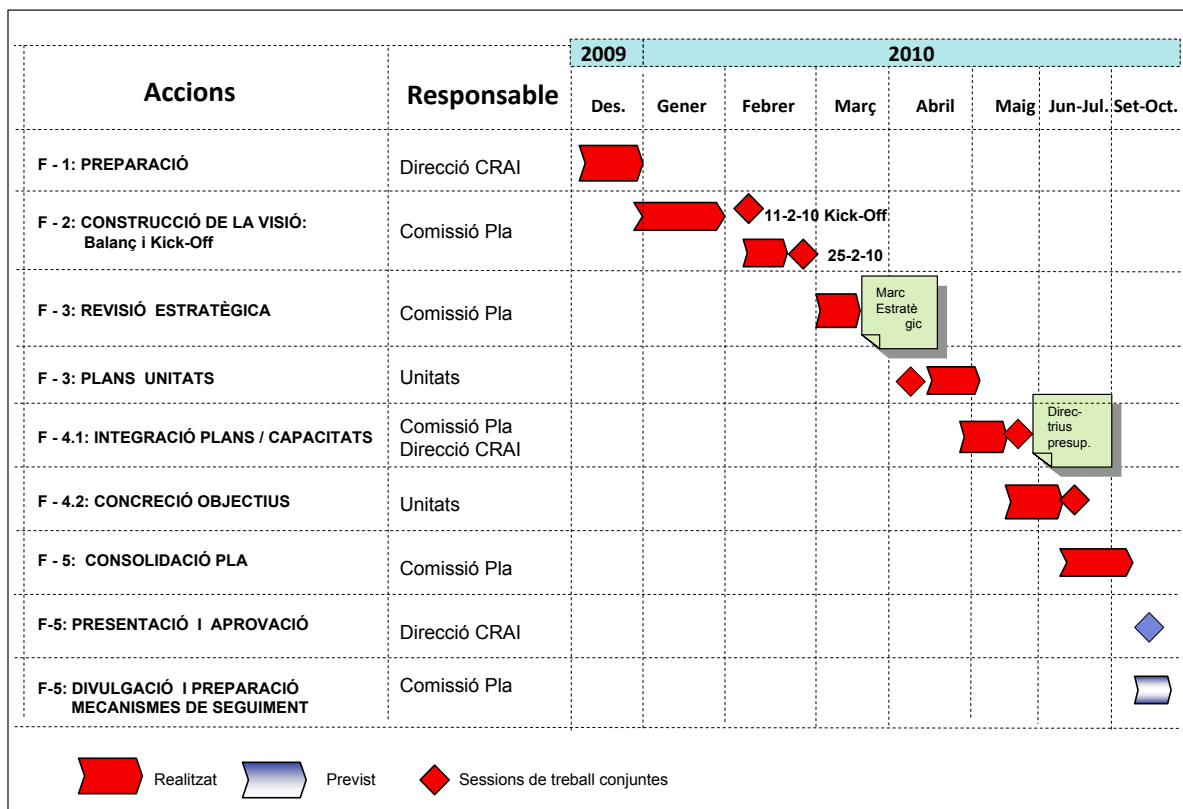 2009 2010
Accions Responsable Des. Gener Febrer Març Abril Maig Jun-Jul. Set-Oct.
F - 1: PREPARACIÓ Direcció CRAI
F - 2: CONSTRUCCIÓ DE LA VISIÓ:
Balanç i Kick-Off
Comissió Pla
11-2-10 Kick-Off
25-2-10
F - 3: REVISIÓ ESTRATÈGICA Comissió Pla
Marc
Estratè
gic
F - 3: PLANS UNITATS Unitats
F - 4.1: INTEGRACIÓ PLANS / CAPACITATS
Comissió Pla
Direcció CRAI
Direc-
trius
presup.
F - 4.2: CONCRECIÓ OBJECTIUS Unitats
F - 5: CONSOLIDACIÓ PLA Comissió Pla
F-5: PRESENTACIÓ I APROVACIÓ Direcció CRAI
F-5: DIVULGACIÓ I PREPARACIÓ
MECANISMES DE SEGUIMENT
Comissió Pla
Realitzat Previst Sessions de treball conjuntes